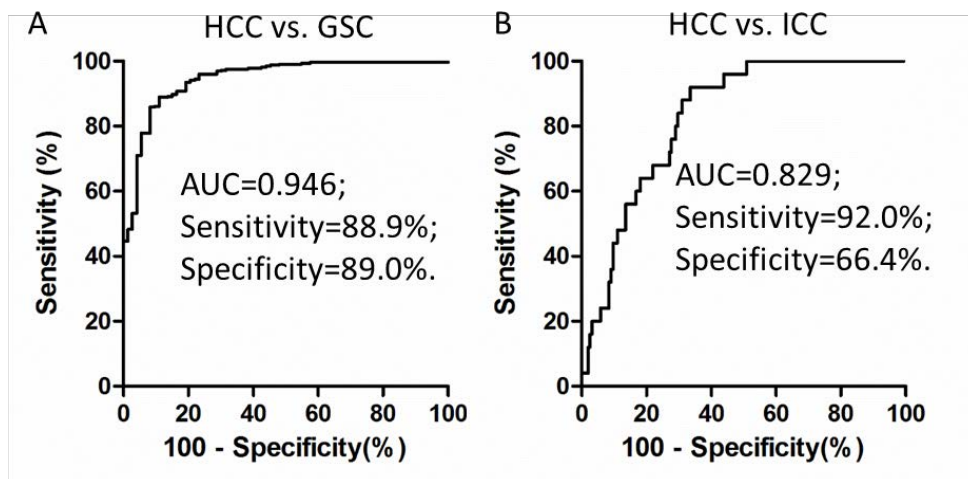 A
HCC vs. GSC
100
80
60
40
20
0
Sensitivity (%)
AUC=0.946;
Sensitivity=88.9%;
Specificity=89.0%.
0 20 40 60 80 100
100 - Specificity(%)
B
HCC vs. ICC
100
80
60
40
20
0
Sensitivity (%)
AUC=0.829;
Sensitivity=92.0%;
Specificity=66.4%.
0 20 40 60 80 100
100 - Specificity(%)